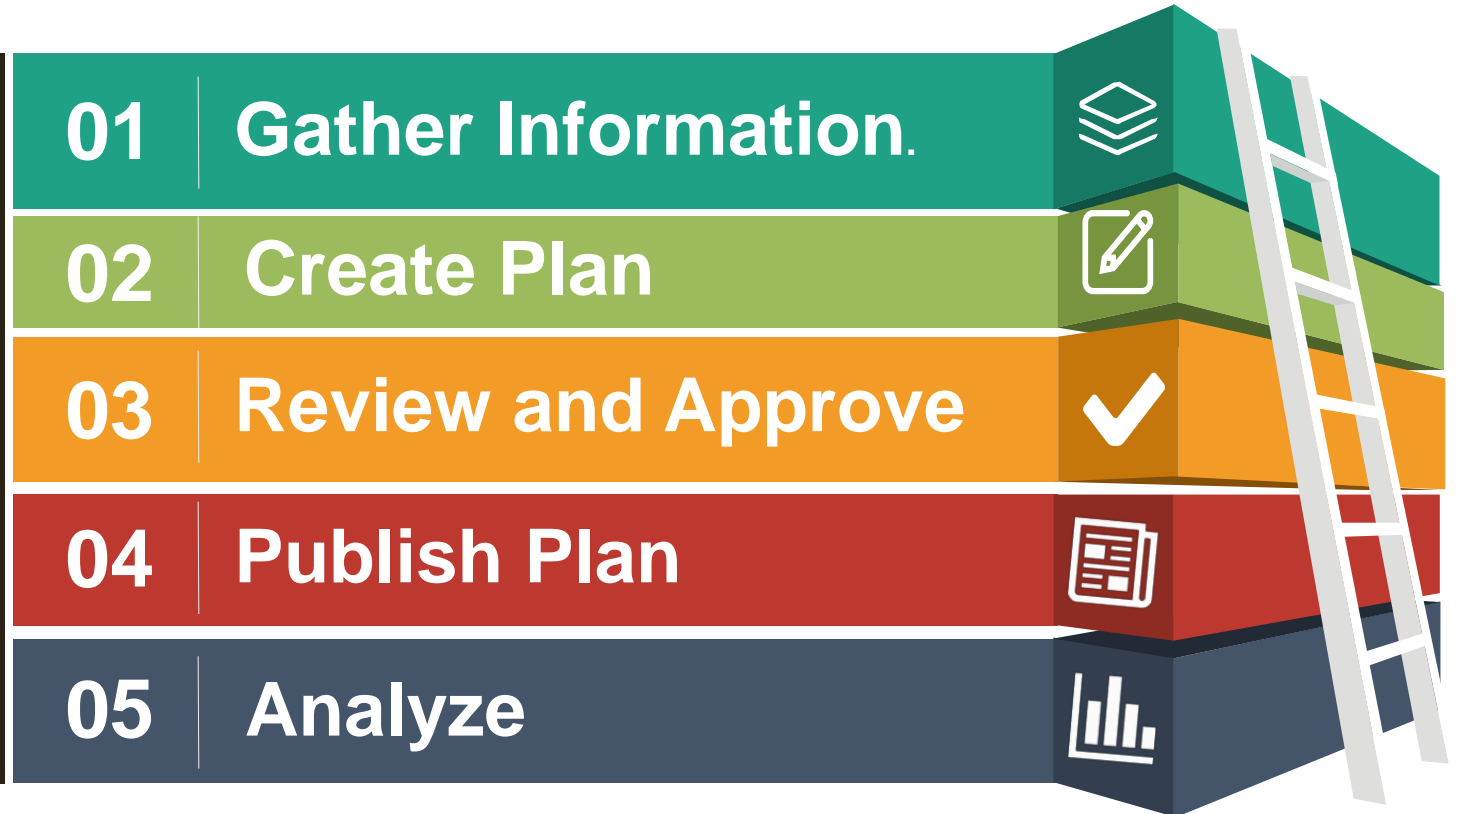 01 Gather Information.
02 Create Plan
03 Review and Approve
04 Publish Plan
05 Analyze